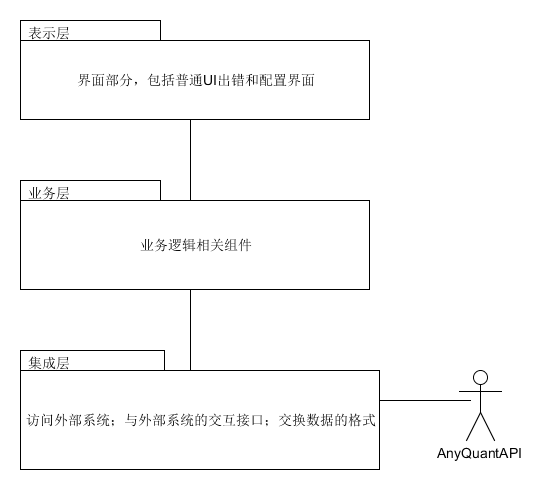 表示层
界面部分，包括普通UI出错和配置界面
业务层
业务逻辑相关组件
集成层
访问外部系统；与外部系统的交互接口；交换数据的格式
AnyQuantAPI